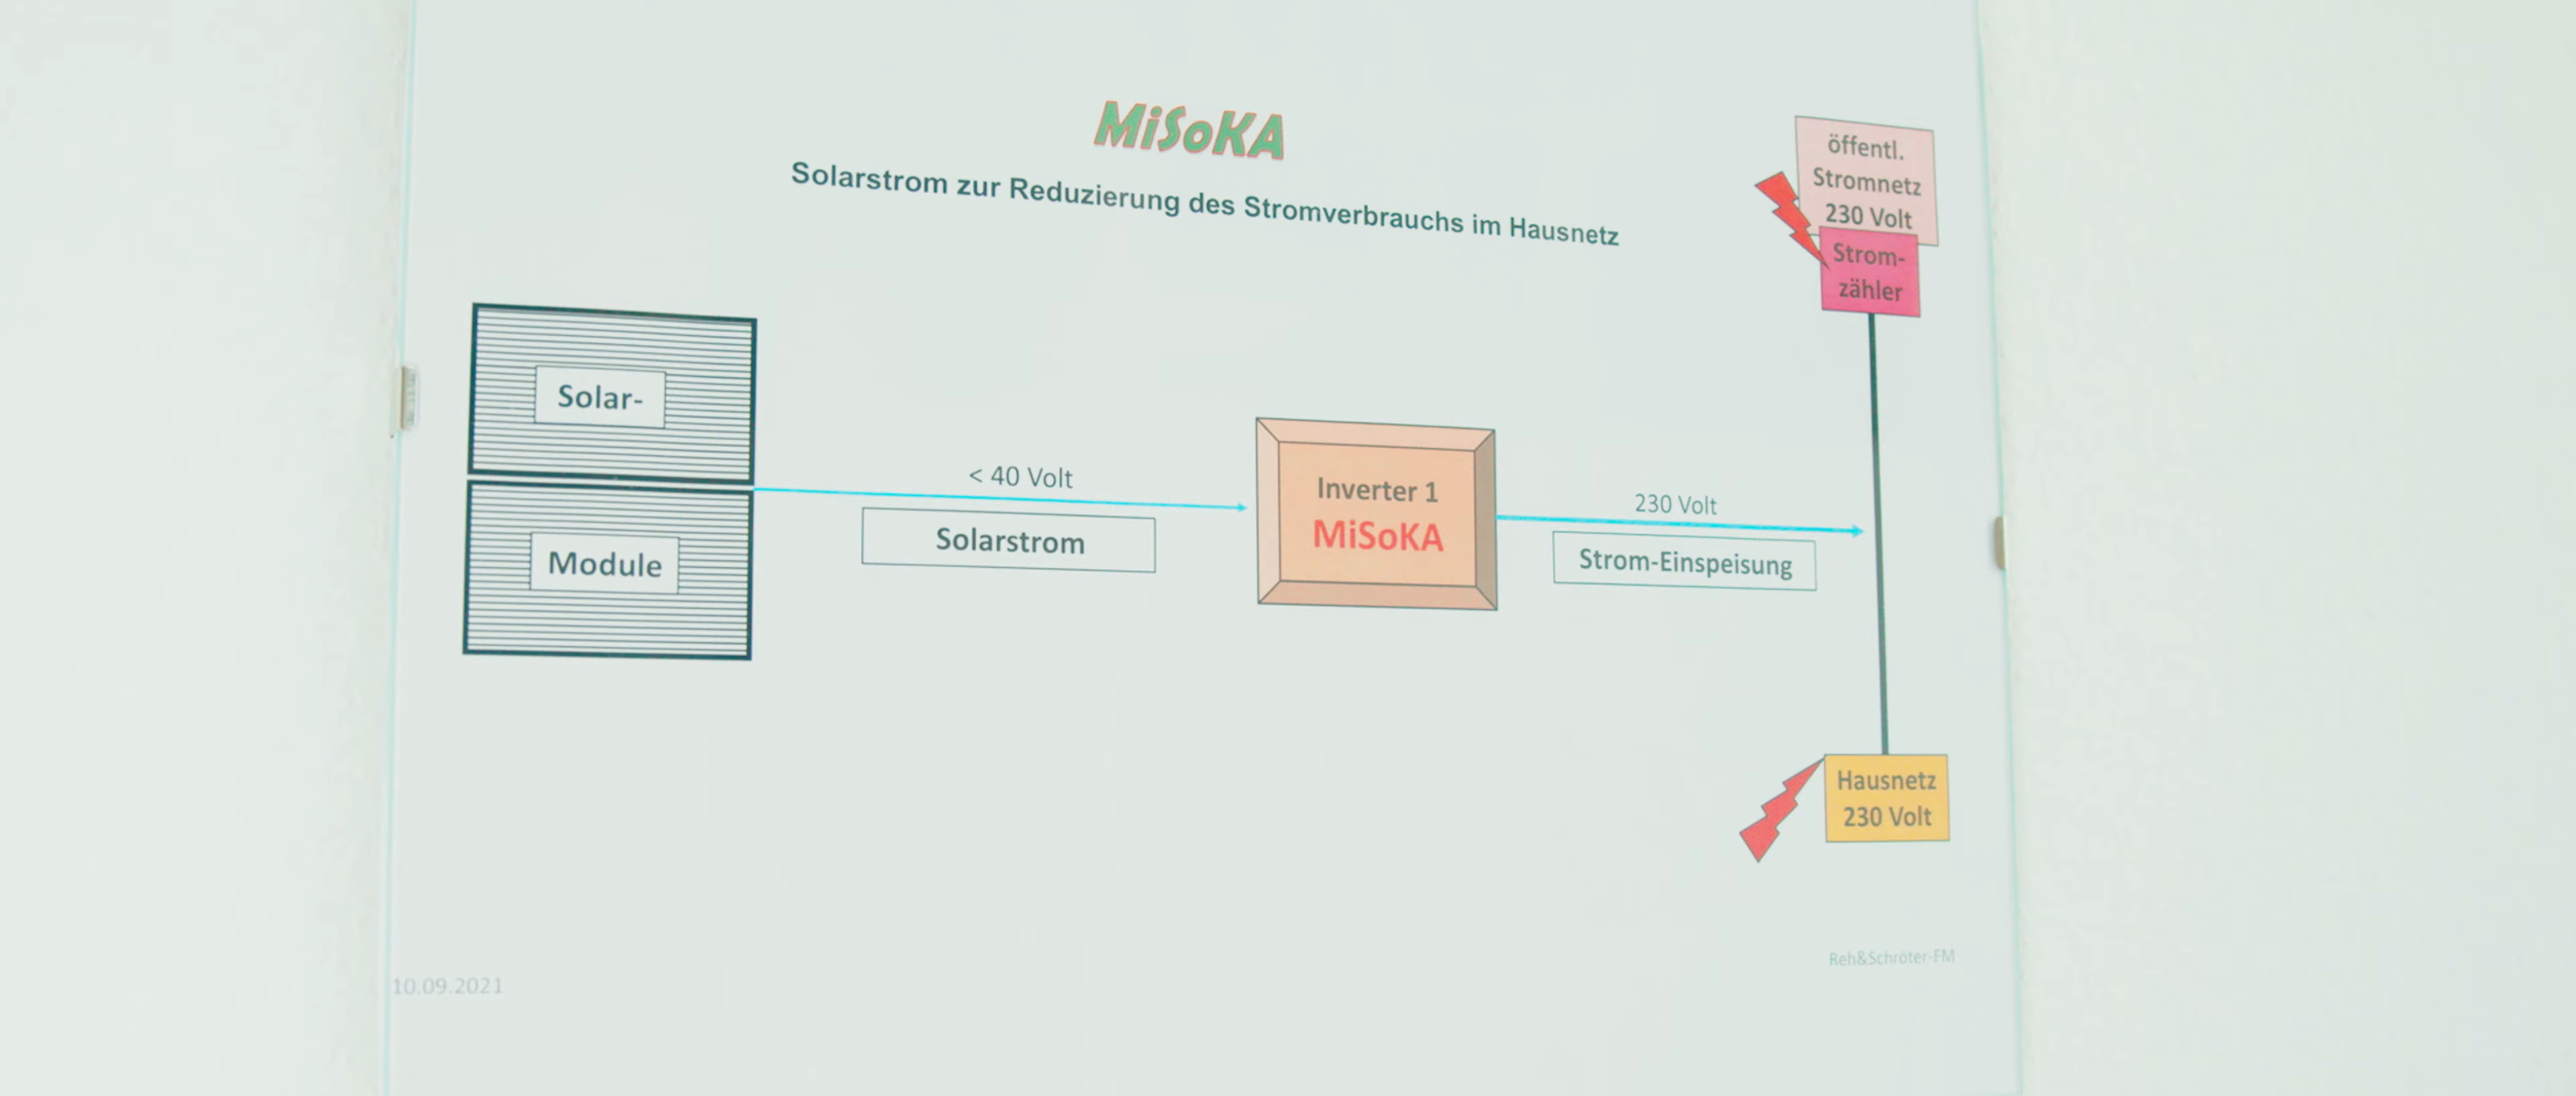 MiSoKA
Solarstrom zur Reduzierung des Stromverbrauchs im Hausnetz
öffentl.
Stromnetz
230 Volt
Strom-
zähler
Solar-
Module
< 40 Volt
Solarstrom
Inverter 1
MiSoKA
230 Volt
Strom-Einspeisung
Hausnetz
230 Volt
Reh&Schröter-FM
10.09.2021